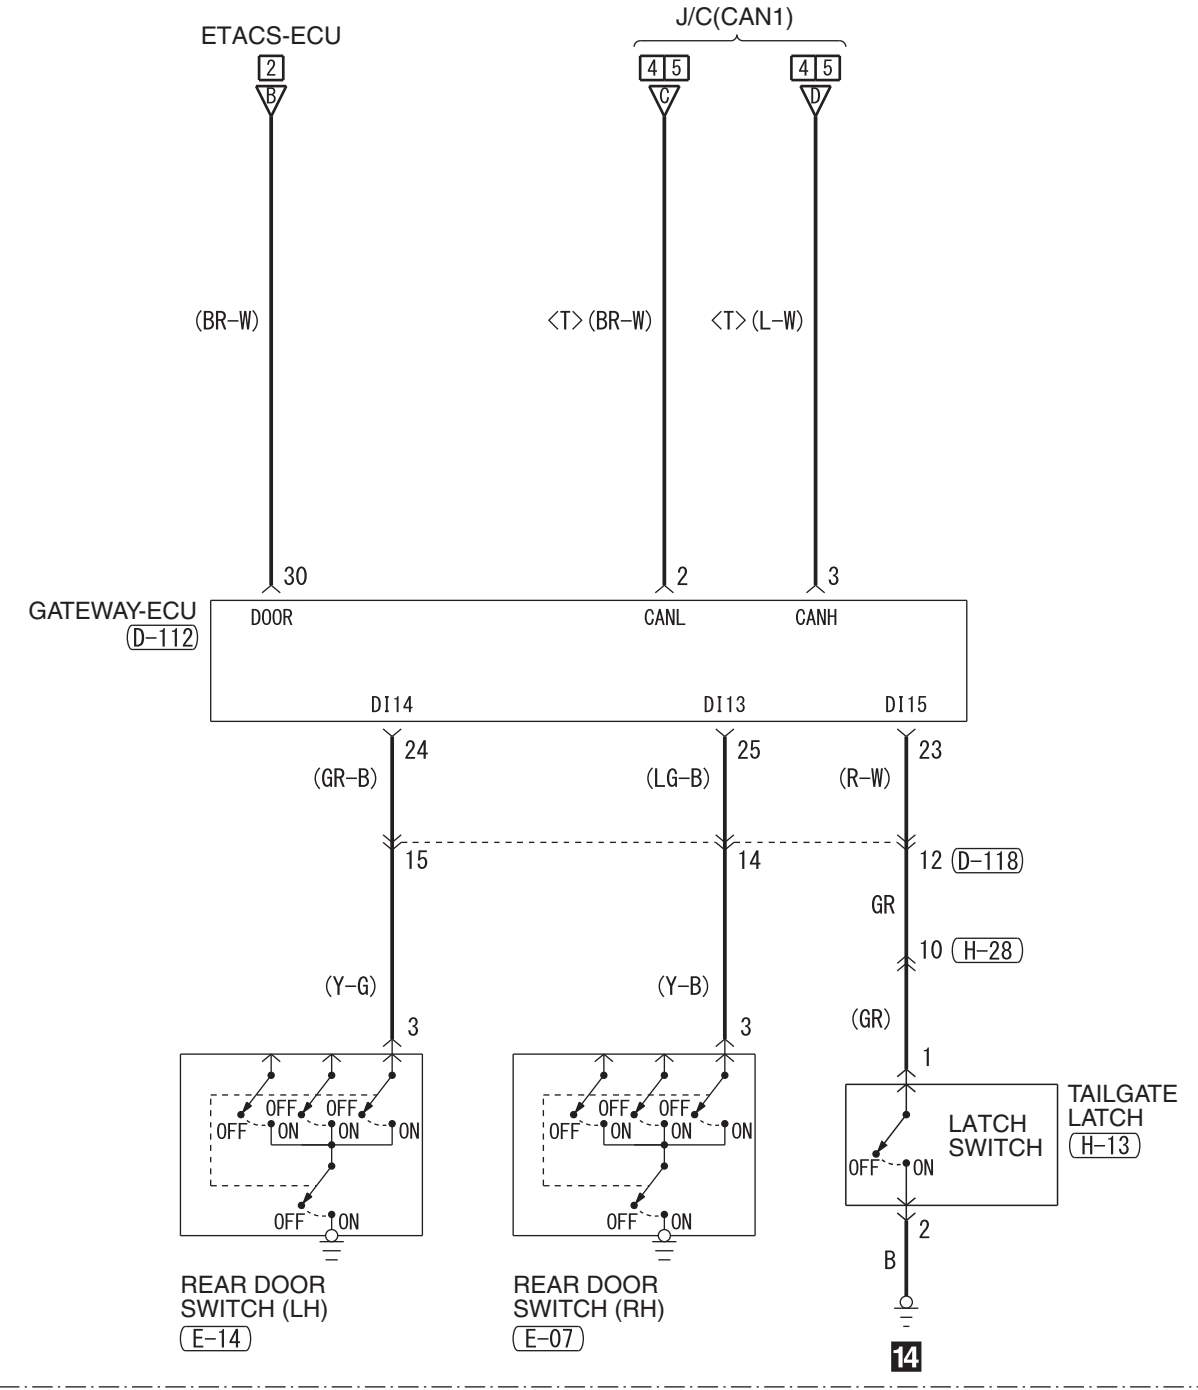 J/C(CAN1)
ETACS-ECU
2 4 5 4 5
B C D
(BR-W) <T>(BR-W) <T>(L-W)
30 2 3
GATEWAY-ECU
DOOR CANL CANH
(D-112)
DI14 DI13 DI15
24 25 23
(GR-B) (LG-B) (R-W)
15 14 12 (D-118)
GR
10 (H-28)
(Y-G) (Y-B)
(GR)
3 3
1
TAILGATE
LATCH
(H-13)
LATCH
SWITCH
OFF OFF OFF OFF
OFF ON ON ON OFF ON ON ON
OFF ON
OFF ON OFF ON
2
B
REAR DOOR
SWITCH (LH)
(E-14)
REAR DOOR
SWITCH (RH)
(E-07)
14